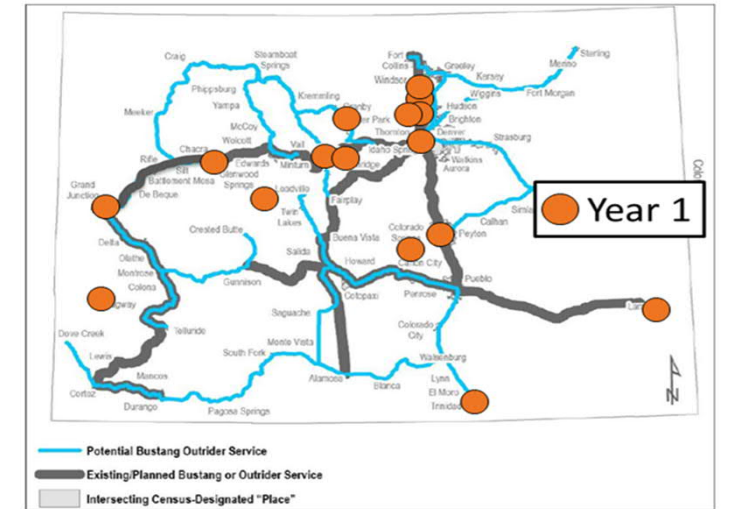 Craig
Steamboat
Springs
Fort
Collins
Greeley
Sterling
Merino
Windsor
Kersey
Wiggins
Fort Morgan
Phippsburg
Yampa
Kremmling
Hudson
Brighton
Meeker
McCoy
Wolcott
Thornton
Denver
Strasburg
Rifle
Chacra
Vail
Idaho
Silt
Edwards
Minturn
Watkins
Aurora
Battlement Mesa
Glenwood
Springs
Grand
Junction
De Beque
Leadville
Fairplay
Year 1
Twin
Lakes
Calhan
Crested Butte
Colorado
Peyton
Delta
Buena Vista
Olathe
Salida
Howard
Montrose
Colona
Gunnison
Cotopaxi
Penrose
Pueblo
Saguache
Colorado
City
Dove Creek
Telluride
Monte Vista
Lewis
South Fork
Walsenburg
Mancos
Alamosa
Blanca
Lynn
Cortez
El Moro
Durango
Pagosa Springs
Trinidad
N
Potential Bustang Outrider Service
Existing/Planned Bustang or Outrider Service
Intersecting Census-Designated "Place"